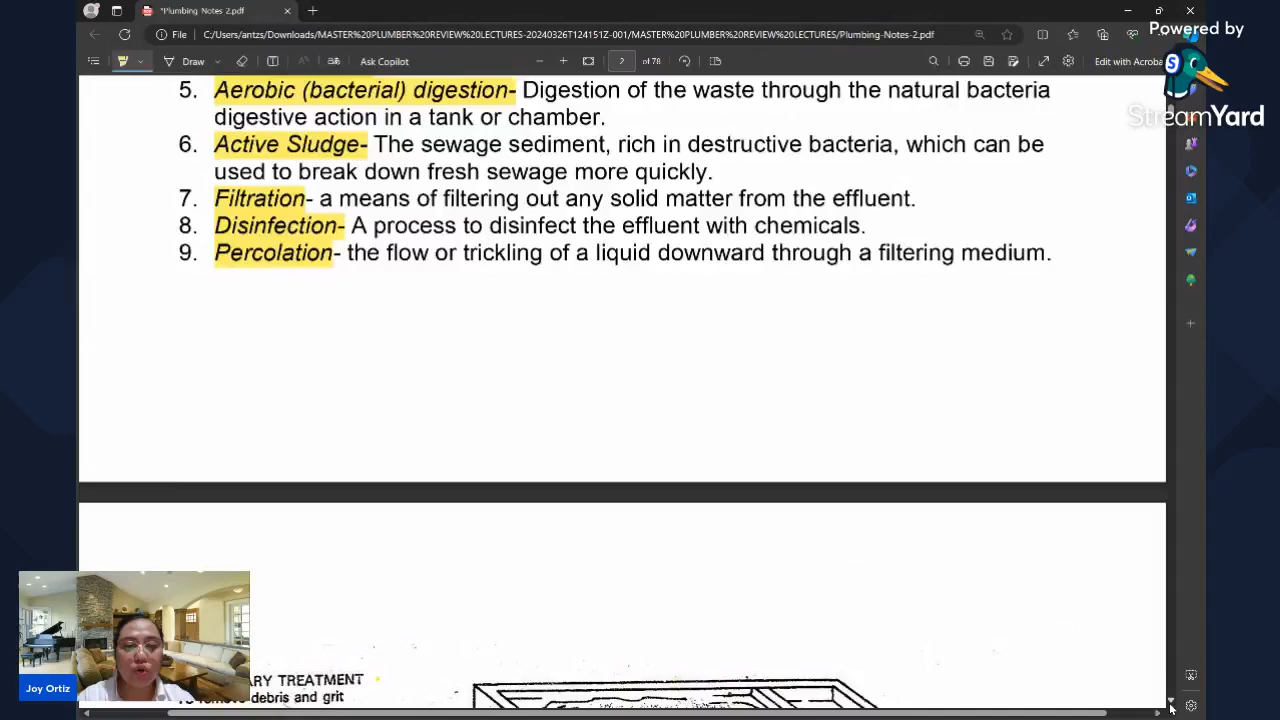 *Plumbing Notes 2.pdf
File
C:/Users/antzs/Downloads/MASTER%20PLUMBER%20REVIEW%20LECTURES-20240326T124151Z-001/MASTER%20PLUMBER%20REVIEW%20LECTURES/Plumbing-Notes-2.pdf
Powered by
StreamYard
Draw
Ask Copilot
2 of 78
Edit with Acroba
5. Aerobic (bacterial) digestion- Digestion of the waste through the natural bacteria
digestive action in a tank or chamber.
6. Active Sludge- The sewage sediment, rich in destructive bacteria, which can be
used to break down fresh sewage more quickly.
7. Filtration- a means of filtering out any solid matter from the effluent.
8. Disinfection- A process to disinfect the effluent with chemicals.
9. Percolation- the flow or trickling of a liquid downward through a filtering medium.
ARY TREATMENT
debris and grit
Joy Ortiz